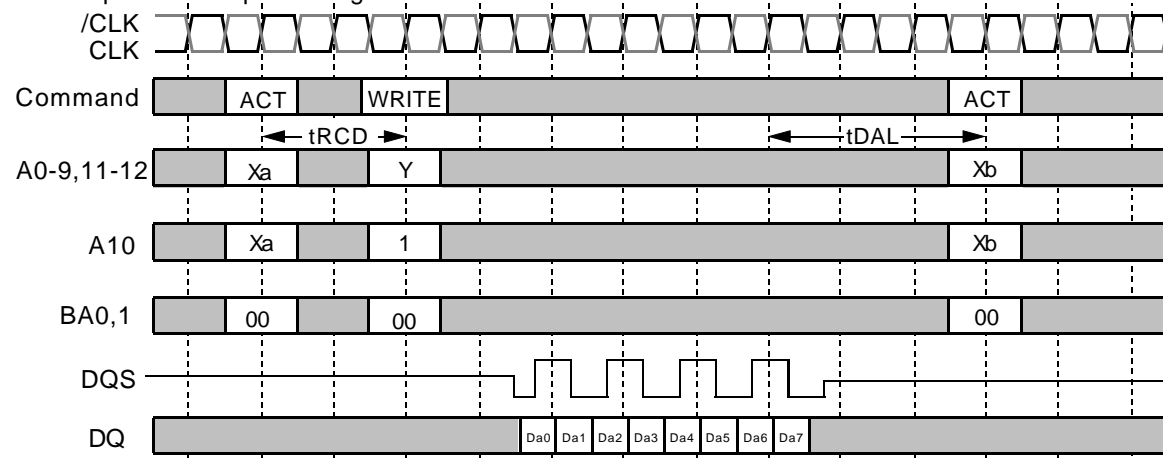 /CLK
CLK
Command ACT WRITE ACT
tRCD tDAL
A0-9,11-12 Xa Y Xb
A10 Xa 1 Xb
BA0,1 00 00 00
DQS
DQ Da0 Da1 Da2 Da3 Da4 Da5 Da6 Da7